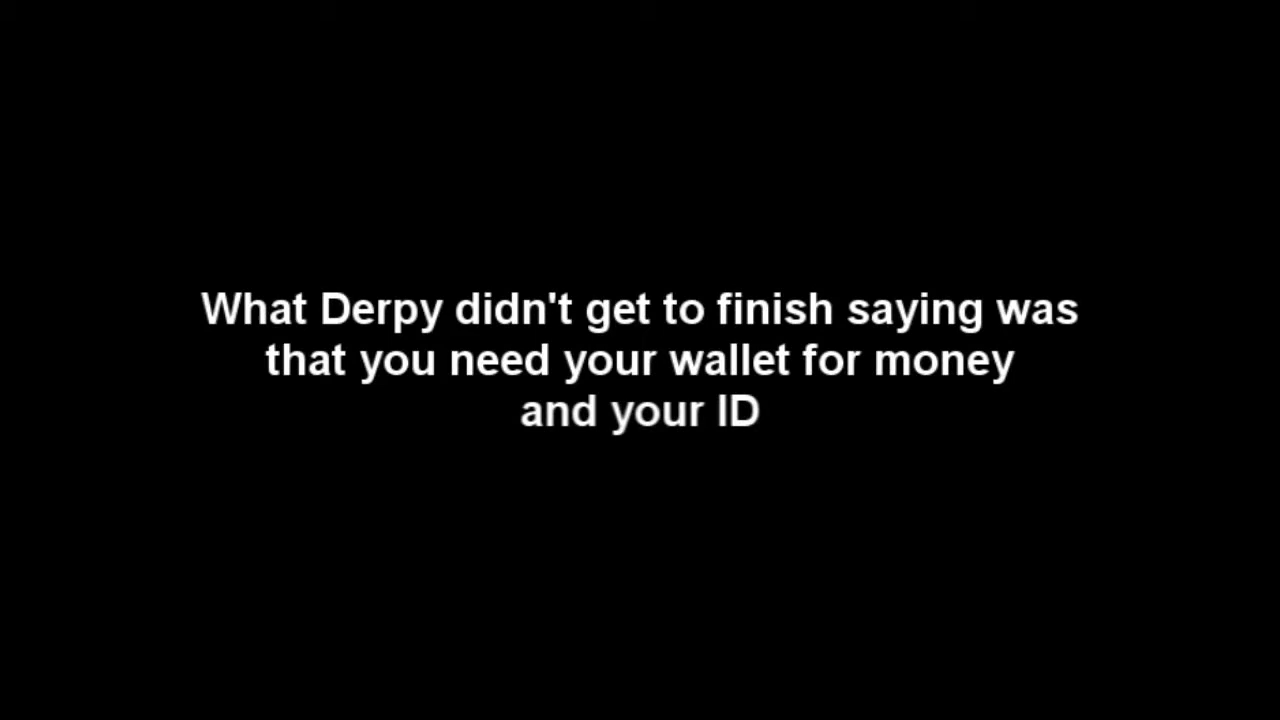 What Derpy didn't get to finish saying was
that you need your wallet for money
and your ID